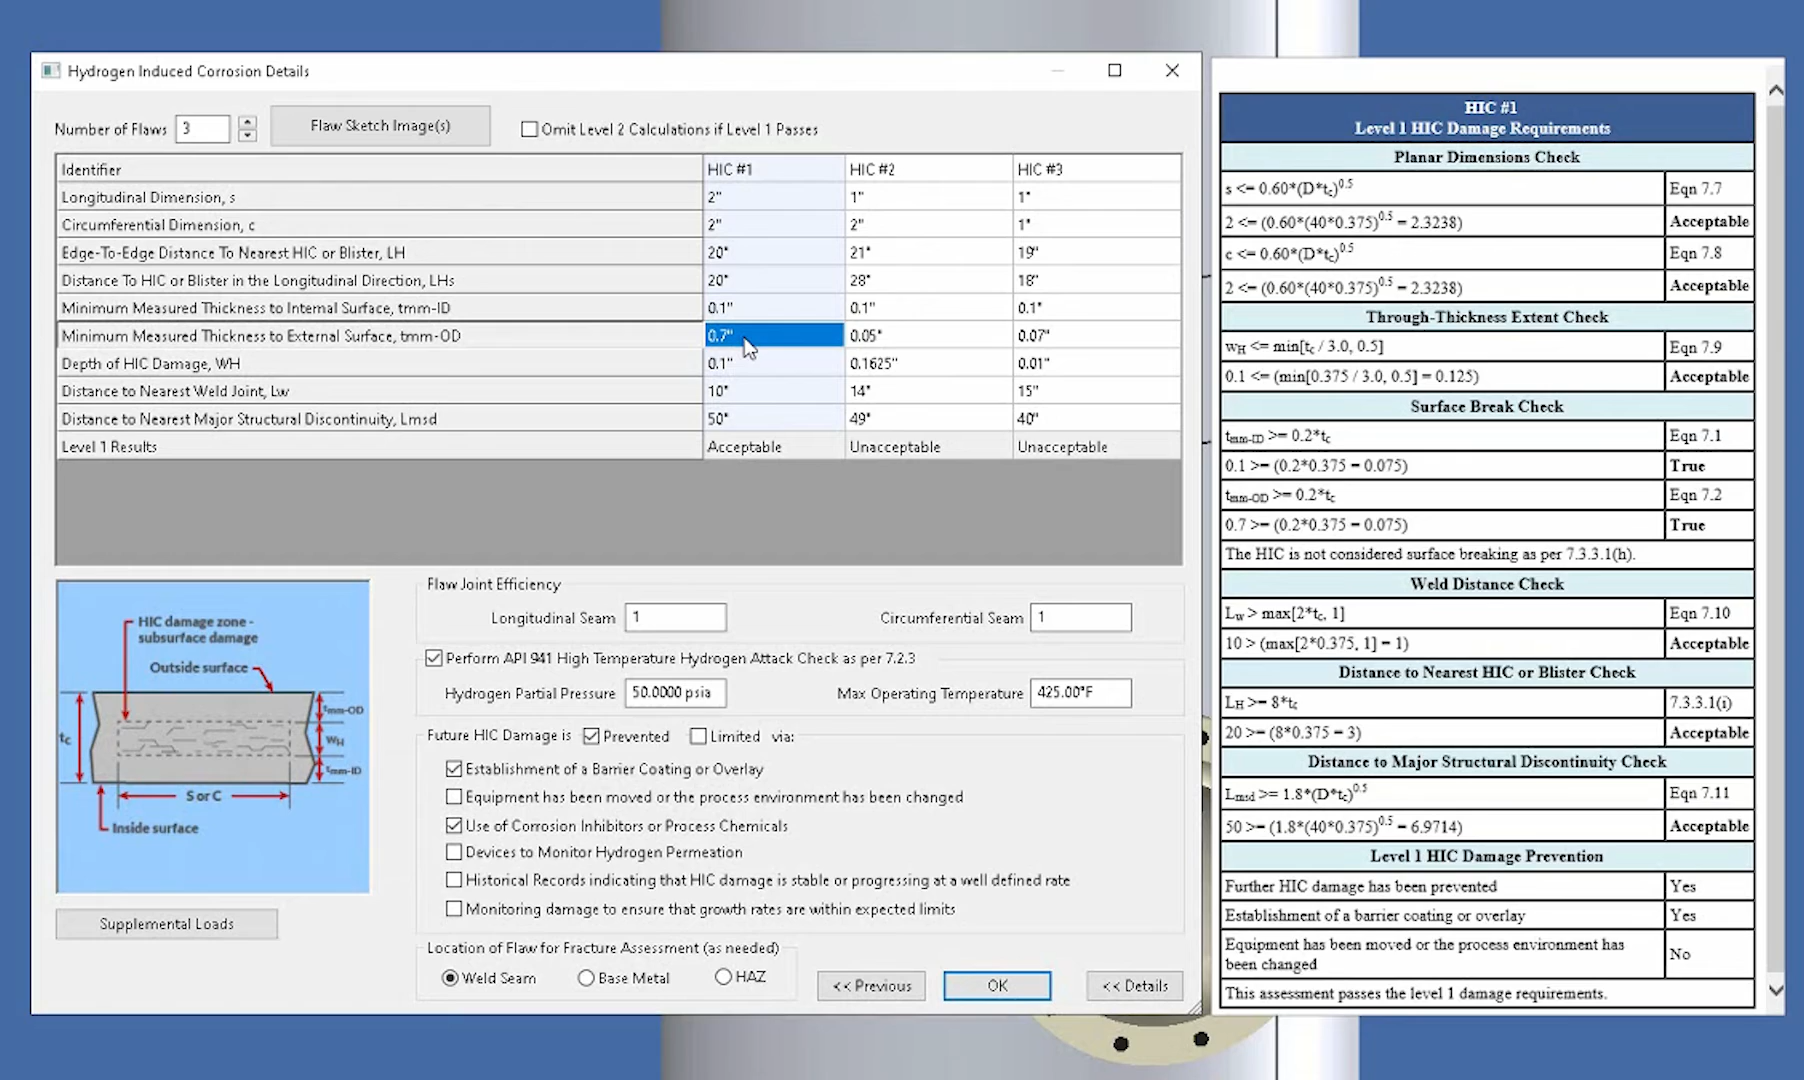 Hydrogen Induced Corrosion Details
Number of Flaws 3
Flaw Sketch Image(s)
Omit Level 2 Calculations if Level 1 Passes
Identifier HIC #1 HIC #2 HIC #3
Longitudinal Dimension, s 2" 1" 1"
Circumferential Dimension, c 2" 2" 1"
Edge-To-Edge Distance To Nearest HIC or Blister, LH 20" 21" 19"
Distance To HIC or Blister in the Longitudinal Direction, LHs 20" 28" 18"
Minimum Measured Thickness to Internal Surface, tmm-ID 0.1" 0.1" 0.1"
Minimum Measured Thickness to External Surface, tmm-OD 0.7" 0.05" 0.07"
Depth of HIC Damage, WH 0.1" 0.1625" 0.01"
Distance to Nearest Weld Joint, Lw 10" 14" 15"
Distance to Nearest Major Structural Discontinuity, Lmsd 50" 49" 40"
Level 1 Results Acceptable Unacceptable Unacceptable
HIC damage zone -
subsurface damage
Outside surface
tmm-OD
tc
WH
tmm-ID
S or C
Inside surface
Supplemental Loads
Flaw Joint Efficiency
Longitudinal Seam 1 Circumferential Seam 1
Perform API 941 High Temperature Hydrogen Attack Check as per 7.2.3
Hydrogen Partial Pressure 50.0000 psia Max Operating Temperature 425.00°F
Future HIC Damage is Prevented Limited via:
Establishment of a Barrier Coating or Overlay
Equipment has been moved or the process environment has been changed
Use of Corrosion Inhibitors or Process Chemicals
Devices to Monitor Hydrogen Permeation
Historical Records indicating that HIC damage is stable or progressing at a well defined rate
Monitoring damage to ensure that growth rates are within expected limits
Location of Flaw for Fracture Assessment (as needed)
Weld Seam Base Metal HAZ
<< Previous OK << Details
HIC #1
Level 1 HIC Damage Requirements
Planar Dimensions Check
s <= 0.60*(D*tc)^0.5 Eqn 7.7
2 <= (0.60*(40*0.375)^0.5 = 2.3238) Acceptable
c <= 0.60*(D*tc)^0.5 Eqn 7.8
2 <= (0.60*(40*0.375)^0.5 = 2.3238) Acceptable
Through-Thickness Extent Check
wH <= min[tc / 3.0, 0.5] Eqn 7.9
0.1 <= (min[0.375 / 3.0, 0.5] = 0.125) Acceptable
Surface Break Check
tmm-ID >= 0.2*tc Eqn 7.1
0.1 >= (0.2*0.375 = 0.075) True
tmm-OD >= 0.2*tc Eqn 7.2
0.7 >= (0.2*0.375 = 0.075) True
The HIC is not considered surface breaking as per 7.3.3.1(h).
Weld Distance Check
Lw > max[2*tc, 1] Eqn 7.10
10 > (max[2*0.375, 1] = 1) Acceptable
Distance to Nearest HIC or Blister Check
LH >= 8*tc 7.3.3.1(i)
20 >= (8*0.375 = 3) Acceptable
Distance to Major Structural Discontinuity Check
Lmsd >= 1.8*(D*tc)^0.5 Eqn 7.11
50 >= (1.8*(40*0.375)^0.5 = 6.9714) Acceptable
Level 1 HIC Damage Prevention
Further HIC damage has been prevented Yes
Establishment of a barrier coating or overlay Yes
Equipment has been moved or the process environment has
been changed No
This assessment passes the level 1 damage requirements.